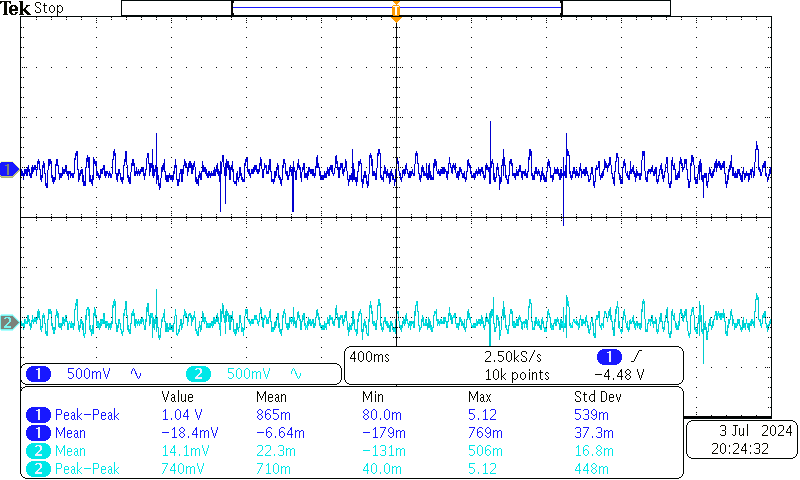 Tek Stop
T
1
2
1 500mV 2 500mV
400ms 2.50kS/s 1
10k points −4.48 V
Value Mean Min Max Std Dev
1 Peak−Peak 1.04 V 865m 80.0m 5.12 539m
1 Mean −18.4mV −6.64m −179m 769m 37.3m
2 Mean 14.1mV 22.3m −131m 506m 16.8m
2 Peak−Peak 740mV 710m 40.0m 5.12 448m
3 Jul 2024
20:24:32